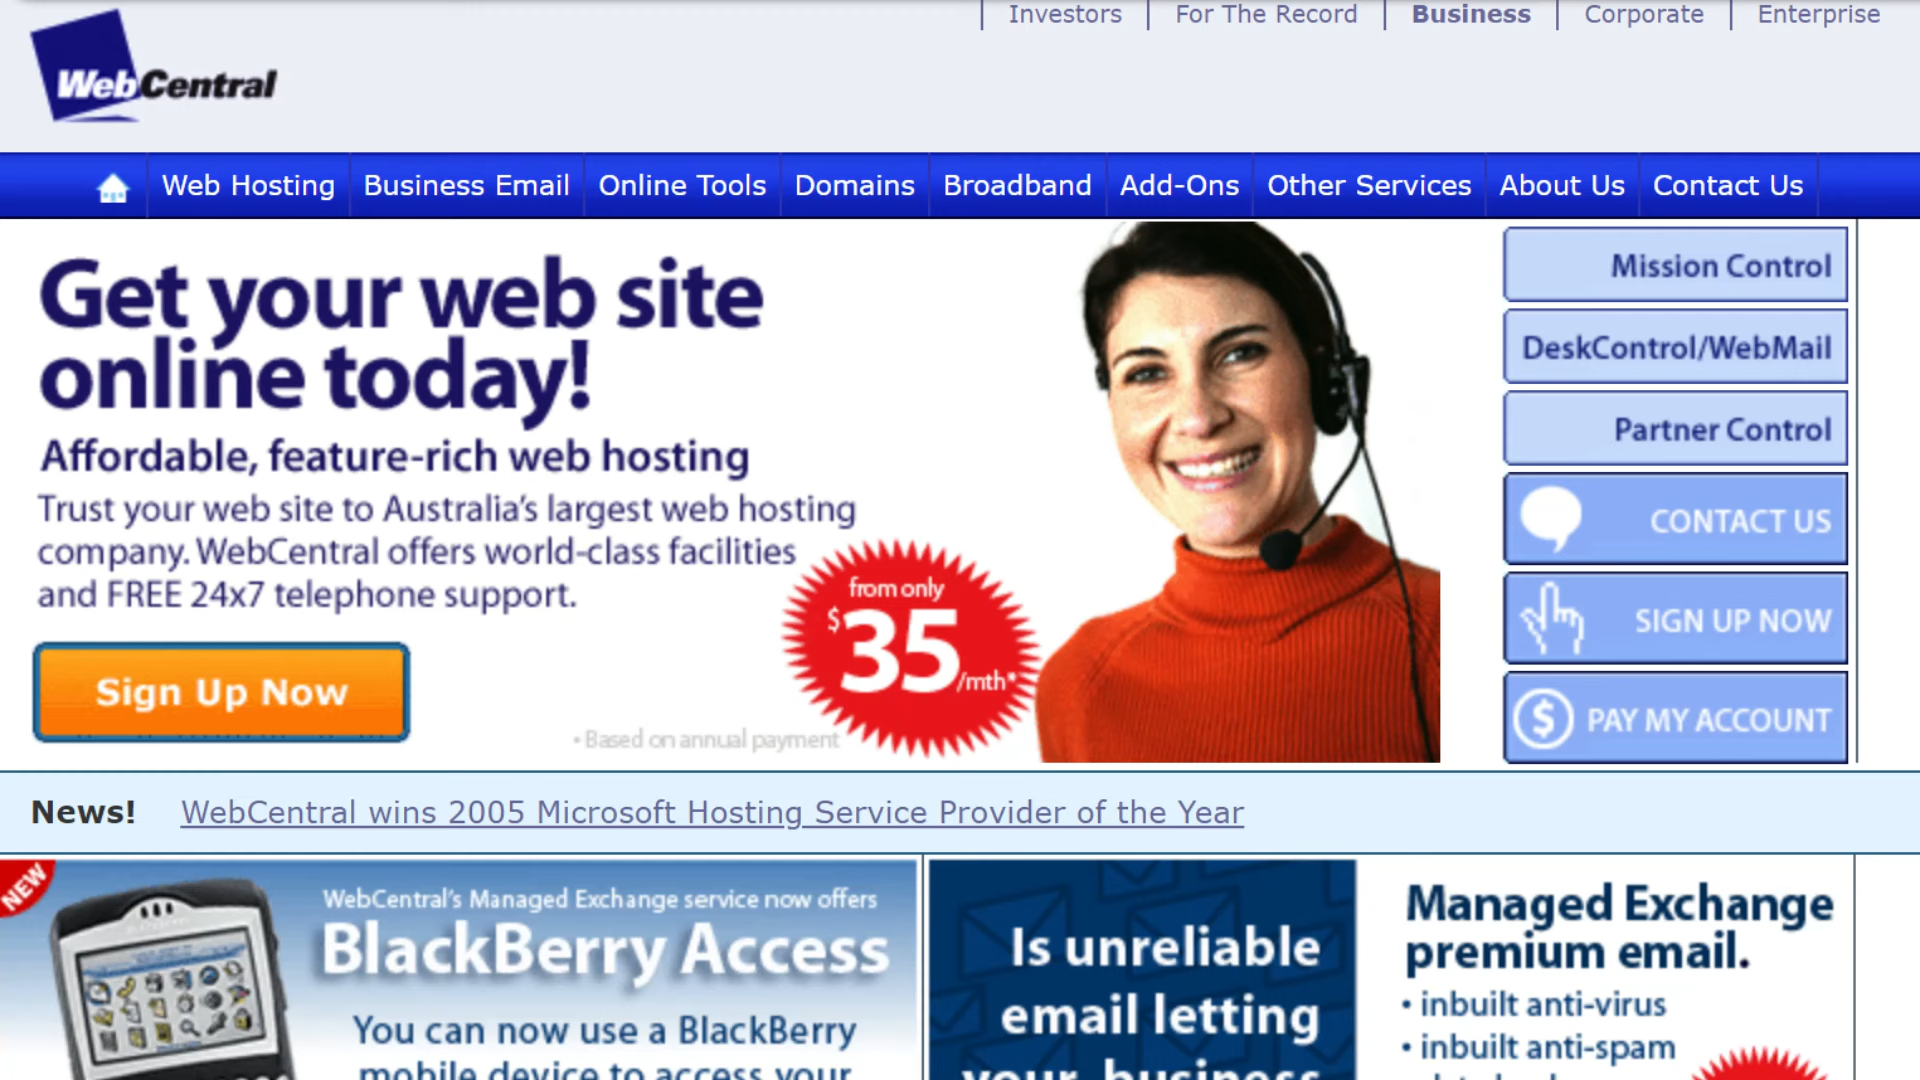 Investors
For The Record
Business
Corporate
Enterprise
WebCentral
Web Hosting
Business Email
Online Tools
Domains
Broadband
Add-Ons
Other Services
About Us
Contact Us
Get your web site
online today!
Affordable, feature-rich web hosting
Trust your web site to Australia's largest web hosting
company. WebCentral offers world-class facilities
and FREE 24x7 telephone support.
from only
$35/mth*
Sign Up Now
• Based on annual payment
Mission Control
DeskControl/WebMail
Partner Control
CONTACT US
SIGN UP NOW
PAY MY ACCOUNT
News!
WebCentral wins 2005 Microsoft Hosting Service Provider of the Year
NEW
WebCentral's Managed Exchange service now offers
BlackBerry Access
You can now use a BlackBerry
mobile device to access your
Is unreliable
email letting
your business
Managed Exchange
premium email.
• inbuilt anti-virus
• inbuilt anti-spam